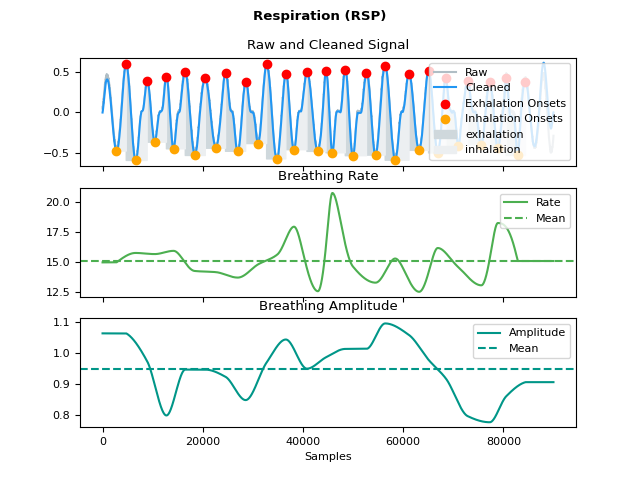 Respiration (RSP)
Raw and Cleaned Signal
0.5
0.0
−0.5
Raw
Cleaned
Exhalation Onsets
Inhalation Onsets
exhalation
inhalation
Breathing Rate
20.0
17.5
15.0
12.5
Rate
Mean
Breathing Amplitude
1.1
1.0
0.9
0.8
Amplitude
Mean
0 20000 40000 60000 80000
Samples